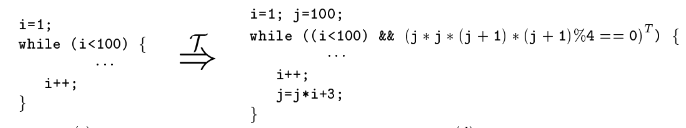 i=1;
while (i<100) {
...
i++;
}
T
⇒
i=1; j=100;
while ((i<100) && (j * j * (j + 1) * (j + 1)%4 == 0)^T) {
...
i++;
j=j*i+3;
}